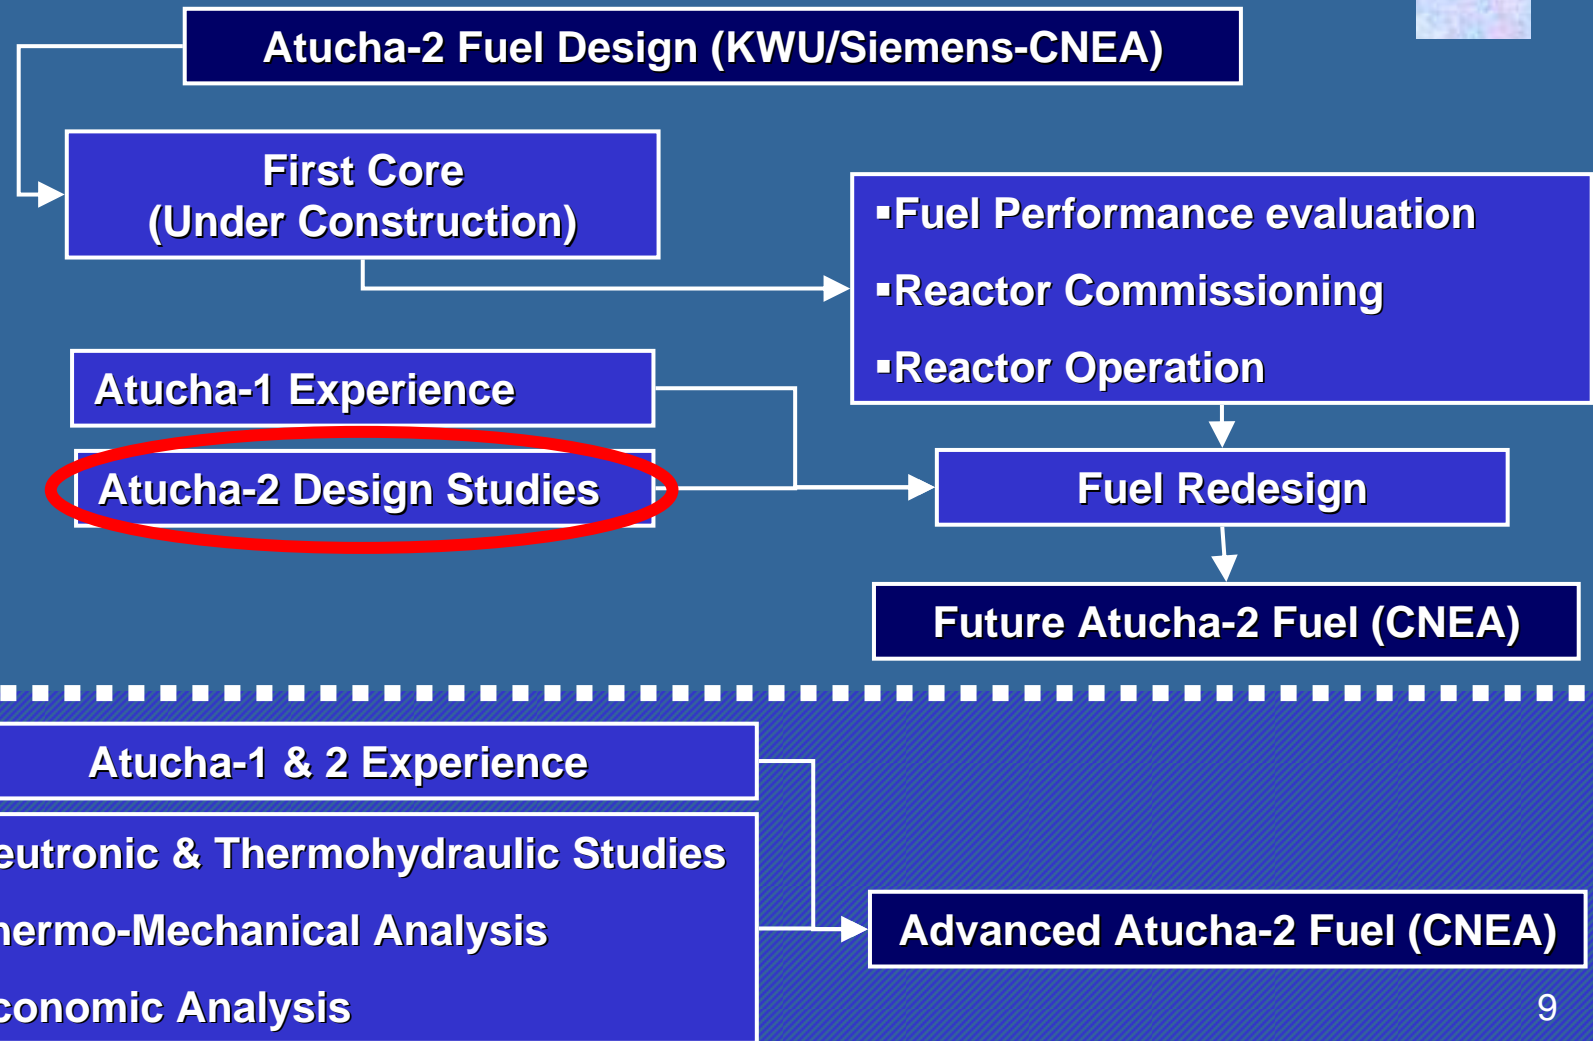 Atucha-2 Fuel Design (KWU/Siemens-CNEA)
First Core
(Under Construction)
▪Fuel Performance evaluation
▪Reactor Commissioning
▪Reactor Operation
Atucha-1 Experience
Atucha-2 Design Studies
Fuel Redesign
Future Atucha-2 Fuel (CNEA)
Atucha-1 & 2 Experience
eutronic & Thermohydraulic Studies
hermo-Mechanical Analysis
conomic Analysis
Advanced Atucha-2 Fuel (CNEA)
9